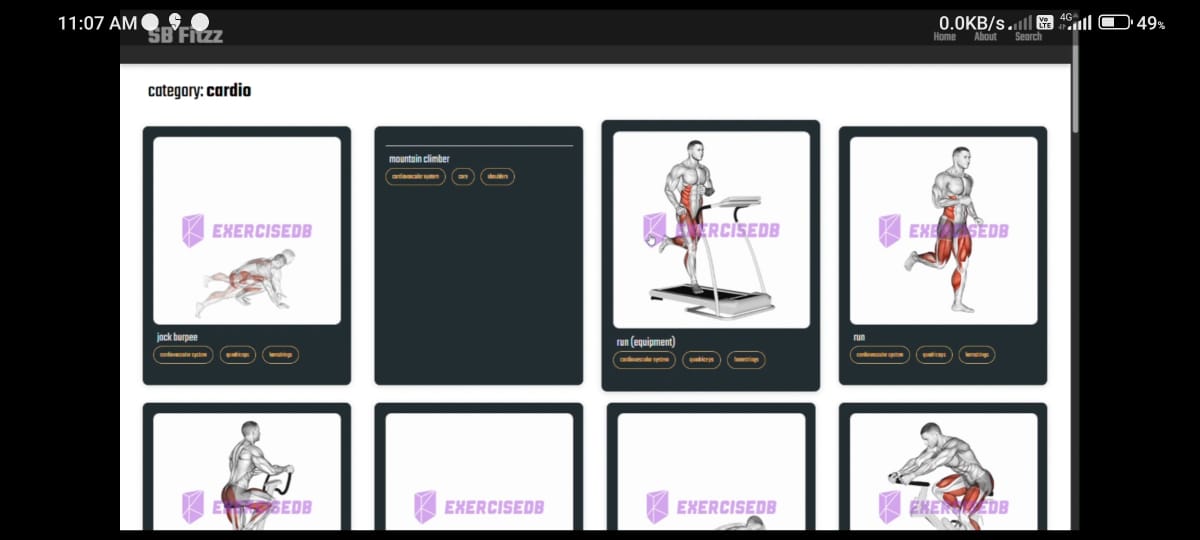 11:07 AM
0.0KB/s
Vo LTE
4G
49%
SB Fitzz
Home About Search
category: cardio
EXERCISEDB
jack burpee
cardiovascular system quadriceps hamstrings
mountain climber
cardiovascular system core shoulders
EXERCISEDB
run (equipment)
cardiovascular system quadriceps hamstrings
EXERCISEDB
run
cardiovascular system quadriceps hamstrings
EXERCISEDB
EXERCISEDB
EXERCISEDB
EXERCISEDB